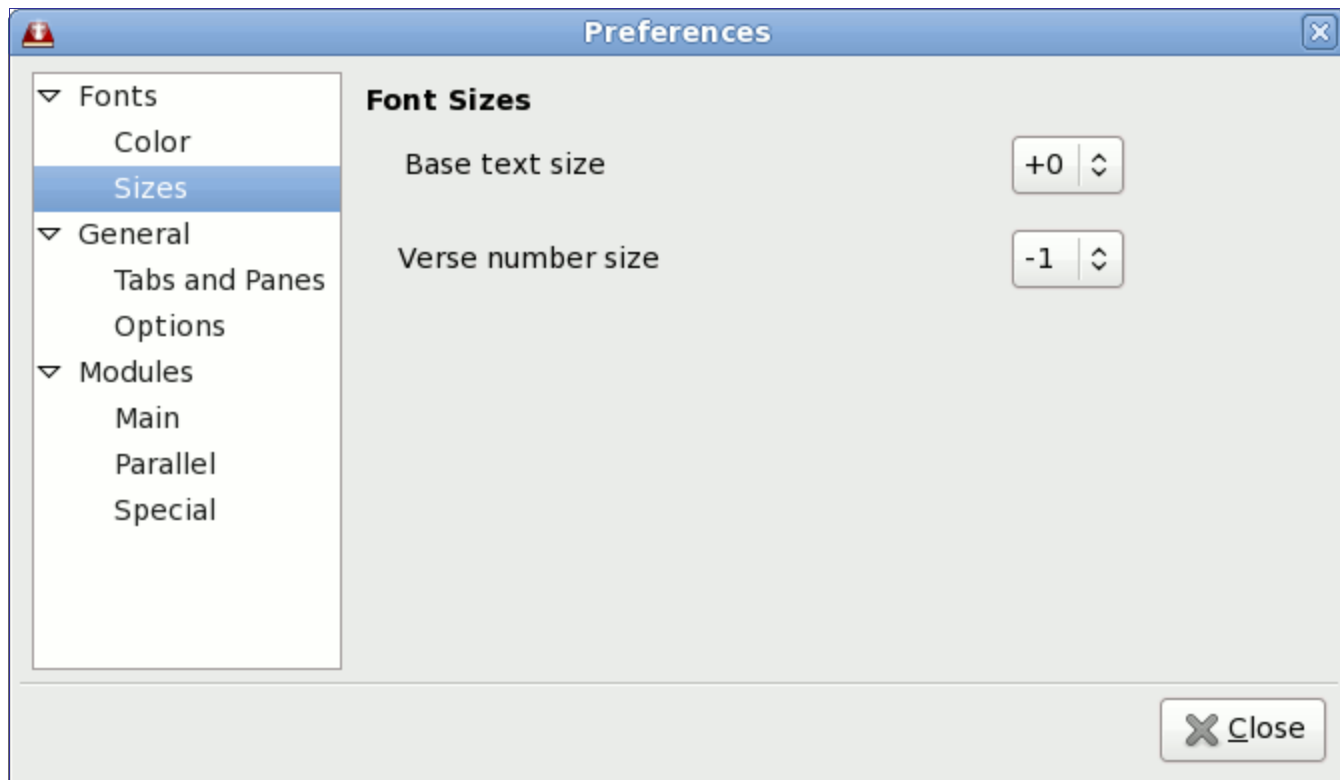 Preferences
Fonts
Color
Sizes
General
Tabs and Panes
Options
Modules
Main
Parallel
Special
Font Sizes
Base text size +0
Verse number size -1
Close